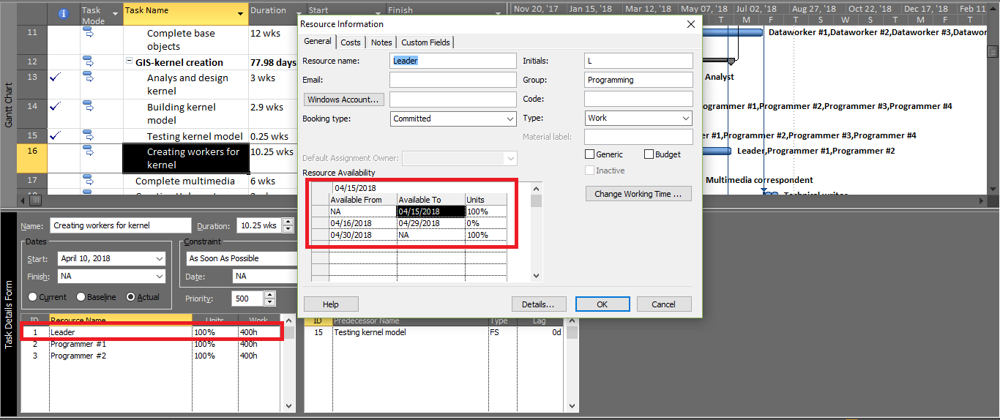 Task Mode
Task Name
Duration
Start
Finish
Nov 20, '17 Jan 15, '18 Mar 12, '18 May 07, '18 Jul 02, '18 Aug 27, '18 Oct 22, '18 Dec 17, '18 Feb 11
T M F T S W S T M F T
Gantt Chart
11 Complete base objects 12 wks
12 GIS-kernel creation 77.98 days
13 Analys and design kernel 3 wks
14 Building kernel model 2.9 wks
15 Testing kernel model 0.25 wks
16 Creating workers for kernel 10.25 wks
17 Complete multimedia 6 wks
Dataworker #1,Dataworker #2,Dataworker #3,Datawor
Analyst
ogrammer #1,Programmer #2,Programmer #3,Programmer #4
r #1,Programmer #2,Programmer #3,Programmer #4
Leader,Programmer #1,Programmer #2
Multimedia correspondent
Technical writer
Resource Information
General Costs Notes Custom Fields
Resource name: Leader
Initials: L
Email:
Group: Programming
Windows Account...
Code:
Booking type: Committed
Type: Work
Material label:
Default Assignment Owner:
Generic Budget
Inactive
Resource Availability
Change Working Time ...
04/15/2018
Available From Available To Units
NA 04/15/2018 100%
04/16/2018 04/29/2018 0%
04/30/2018 NA 100%
Help Details... OK Cancel
Task Details Form
Name: Creating workers for kernel Duration: 10.25 wks
Dates
Start: April 10, 2018
Finish: NA
Current Baseline Actual
Constraint
As Soon As Possible
Date: NA
Priority: 500
ID Resource Name Units Work
1 Leader 100% 400h
2 Programmer #1 100% 400h
3 Programmer #2 100% 400h
ID Predecessor Name Type Lag
15 Testing kernel model FS 0d